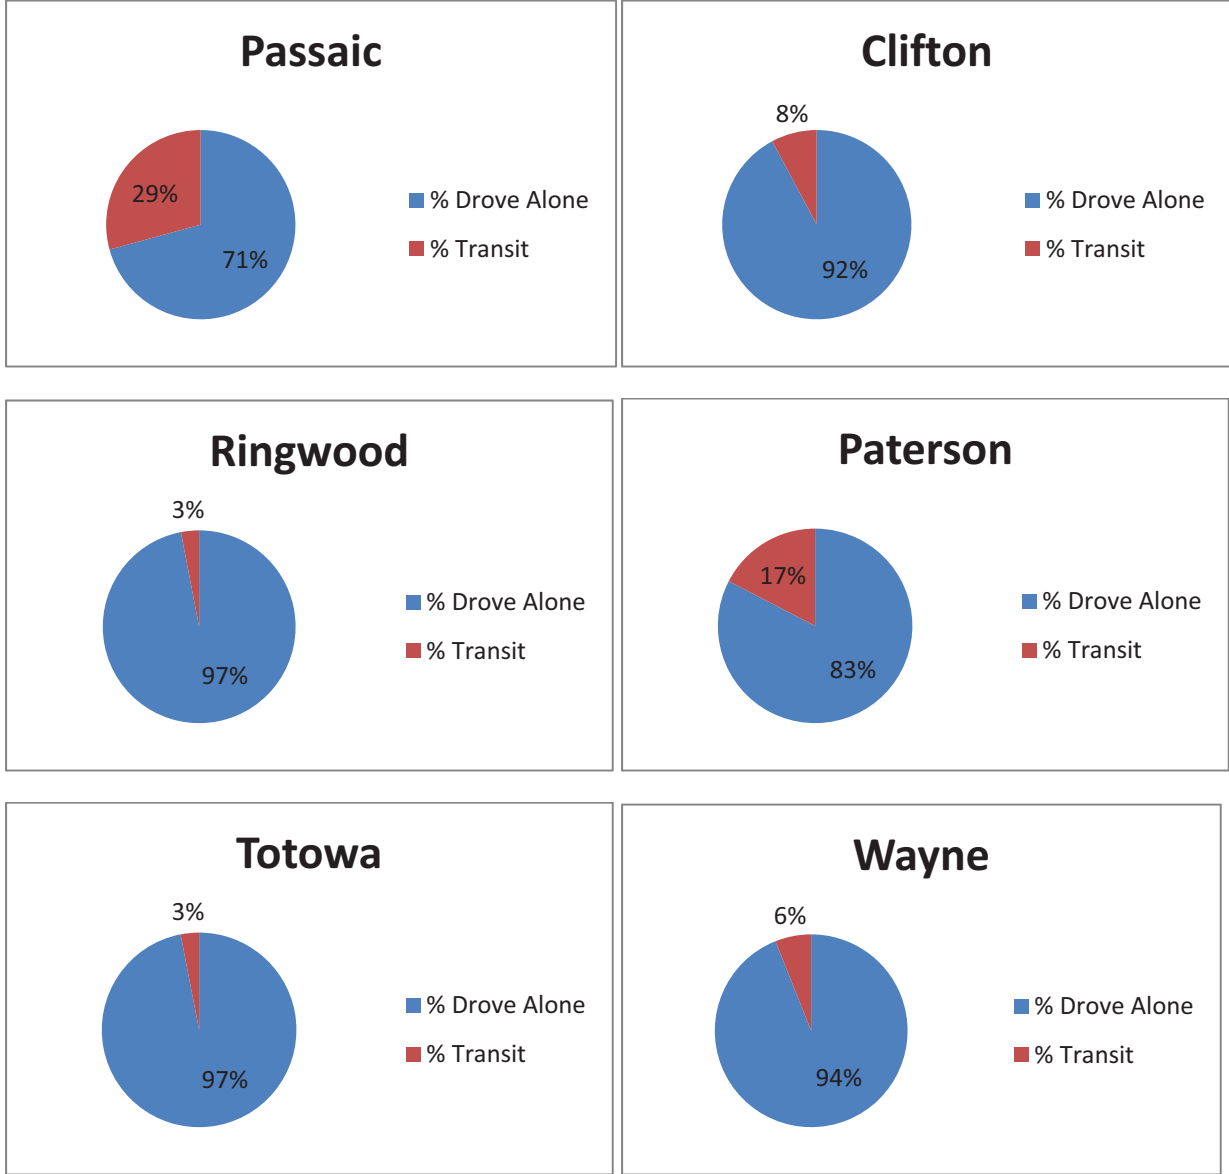 Passaic
29%
71%
% Drove Alone
% Transit
Clifton
8%
92%
% Drove Alone
% Transit
Ringwood
3%
97%
% Drove Alone
% Transit
Paterson
17%
83%
% Drove Alone
% Transit
Totowa
3%
97%
% Drove Alone
% Transit
Wayne
6%
94%
% Drove Alone
% Transit